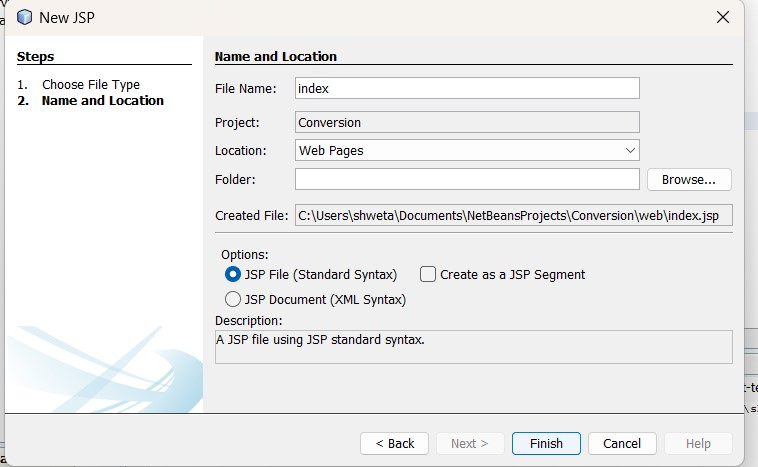 New JSP
Steps
1. Choose File Type
2. Name and Location
Name and Location
File Name: index
Project: Conversion
Location: Web Pages
Folder: Browse...
Created File: C:\Users\shweta\Documents\NetBeansProjects\Conversion\web\index.jsp
Options:
JSP File (Standard Syntax) Create as a JSP Segment
JSP Document (XML Syntax)
Description:
A JSP file using JSP standard syntax.
< Back Next > Finish Cancel Help